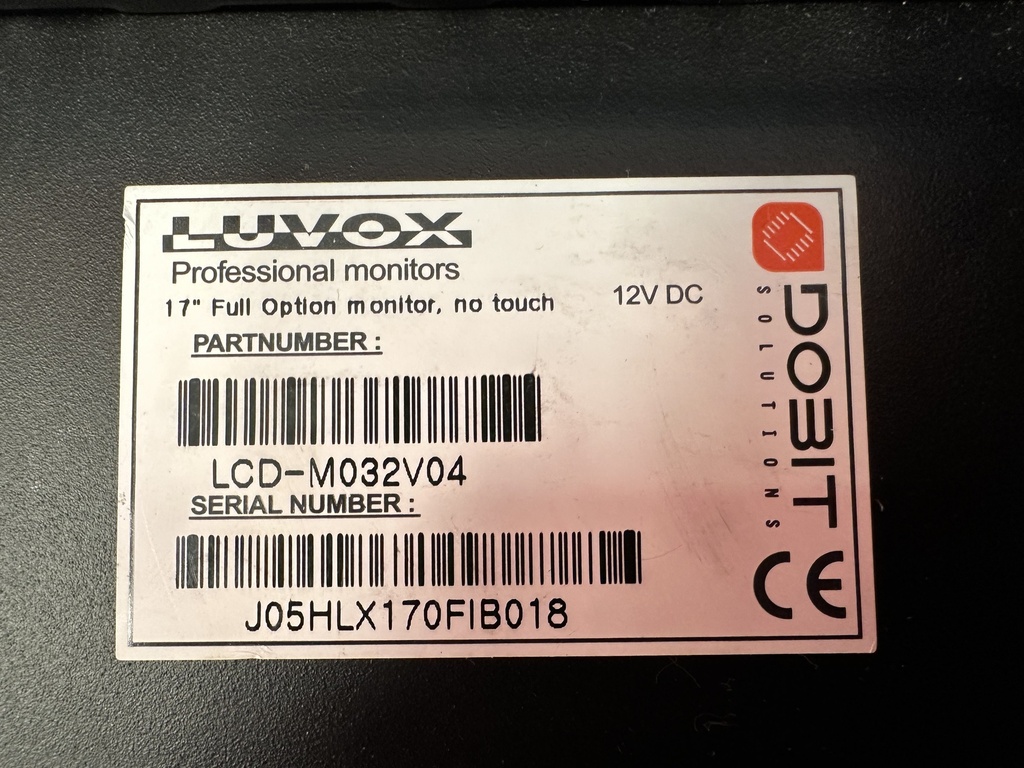 LUVOX
Professional monitors
17" Full Option monitor, no touch
12V DC
PARTNUMBER :
LCD-M032V04
SERIAL NUMBER :
J05HLX170FIB018
DOBIT
SOLUTIONS
CE